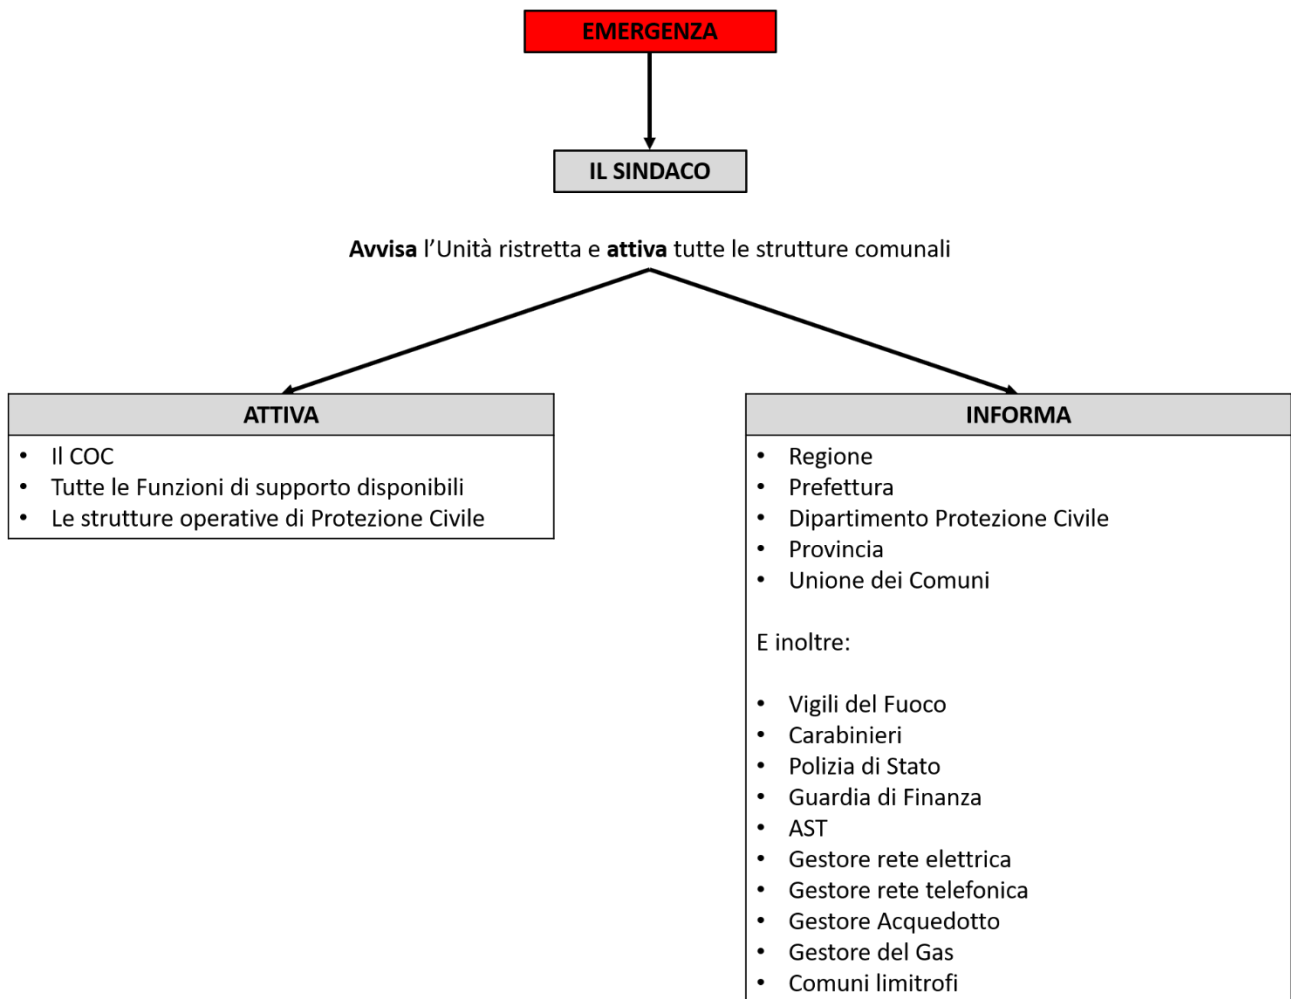 EMERGENZA
IL SINDACO
Avvisa l'Unità ristretta e attiva tutte le strutture comunali
ATTIVA
• Il COC
• Tutte le Funzioni di supporto disponibili
• Le strutture operative di Protezione Civile
INFORMA
• Regione
• Prefettura
• Dipartimento Protezione Civile
• Provincia
• Unione dei Comuni
E inoltre:
• Vigili del Fuoco
• Carabinieri
• Polizia di Stato
• Guardia di Finanza
• AST
• Gestore rete elettrica
• Gestore rete telefonica
• Gestore Acquedotto
• Gestore del Gas
• Comuni limitrofi